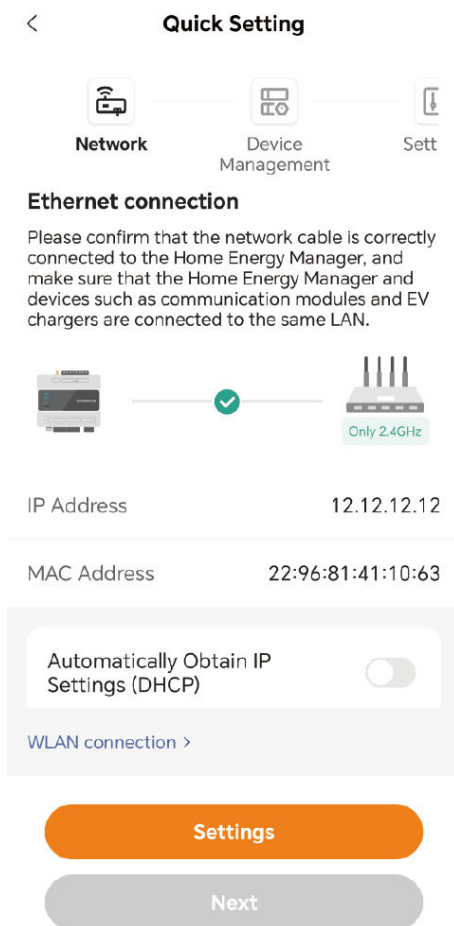 Quick Setting
Network
Device
Management
Sett
Ethernet connection
Please confirm that the network cable is correctly
connected to the Home Energy Manager, and
make sure that the Home Energy Manager and
devices such as communication modules and EV
chargers are connected to the same LAN.
Only 2.4GHz
IP Address
12.12.12.12
MAC Address
22:96:81:41:10:63
Automatically Obtain IP
Settings (DHCP)
WLAN connection >
Settings
Next